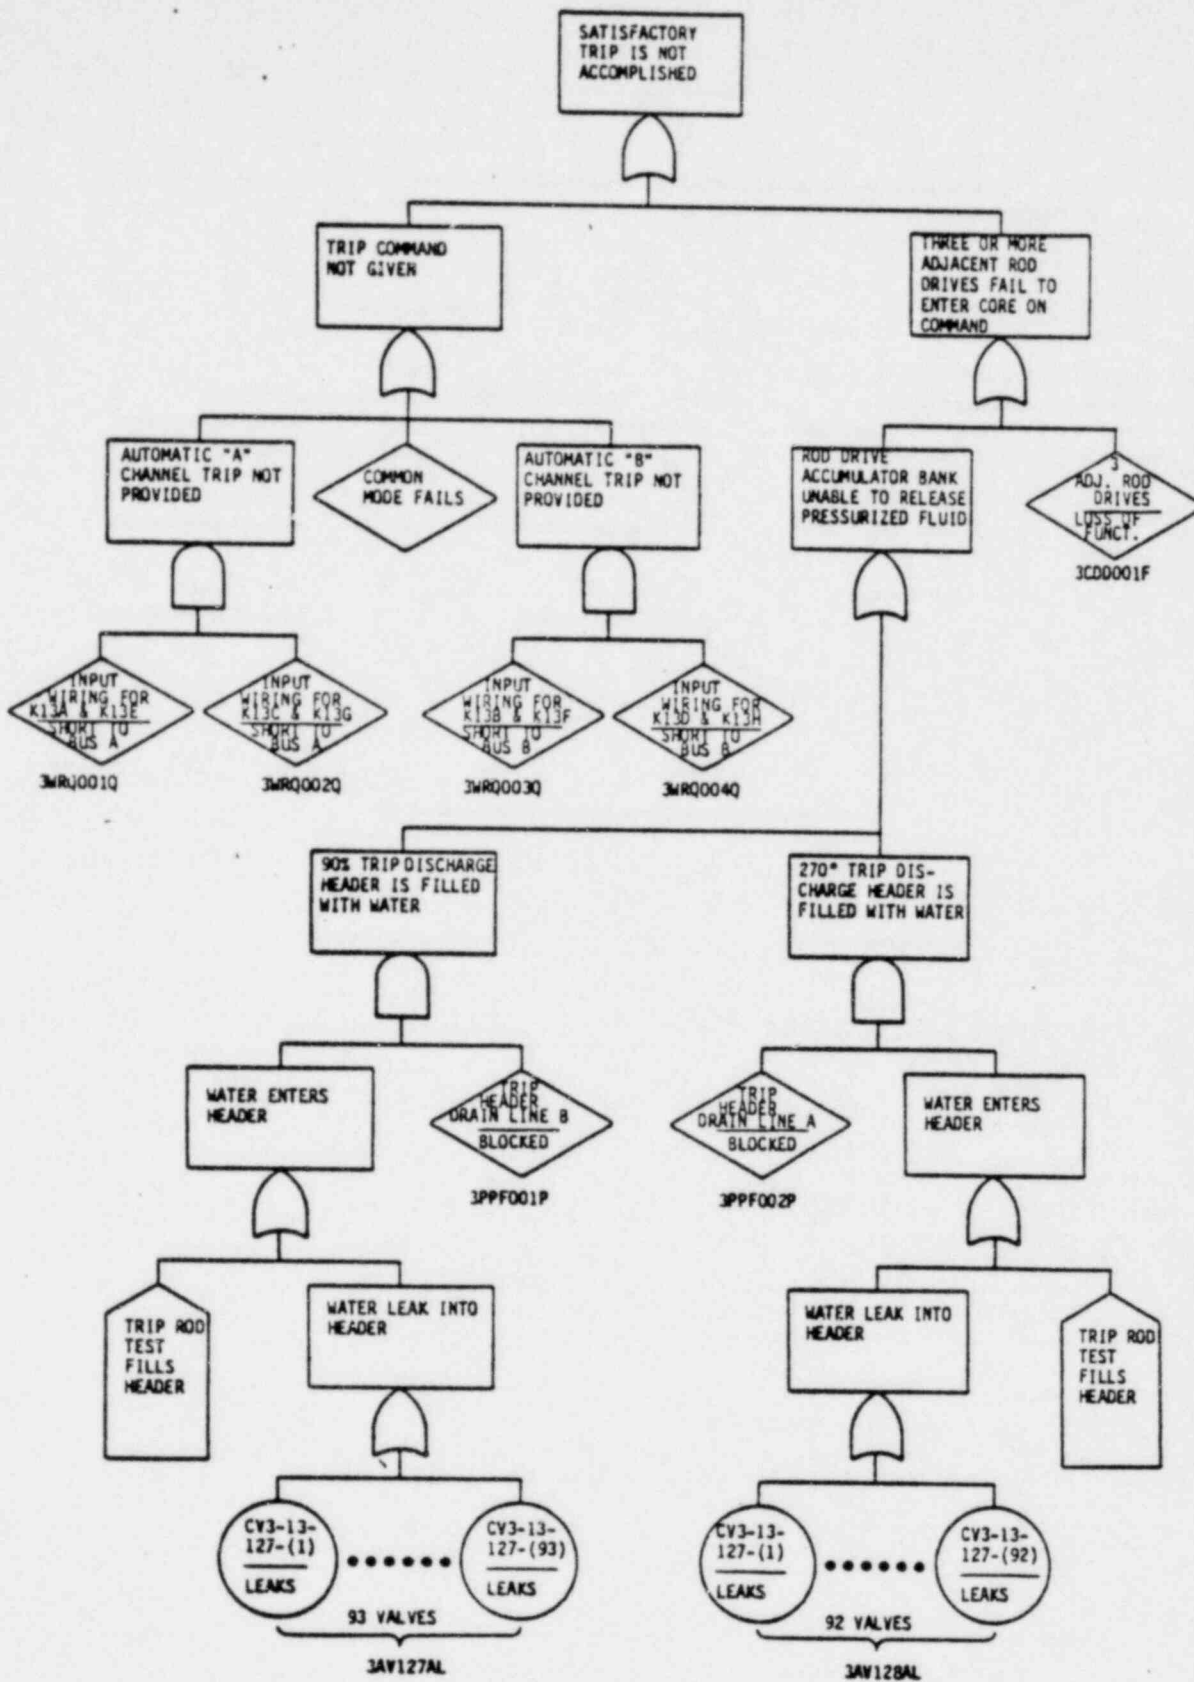 SATISFACTORY
TRIP IS NOT
ACCOMPLISHED
TRIP COMMAND
NOT GIVEN
THREE OR MORE
ADJACENT ROD
DRIVES FAIL TO
ENTER CORE ON
COMMAND
AUTOMATIC "A"
CHANNEL TRIP NOT
PROVIDED
COMMON
MODE FAILS
AUTOMATIC "B"
CHANNEL TRIP NOT
PROVIDED
ROD DRIVE
ACCUMULATOR BANK
UNABLE TO RELEASE
PRESSURIZED FLUID
3
ADJ. ROD
DRIVES
LOSS OF
FUNCT.
3CDD001F
INPUT
WIRING FOR
K13A & K13E
SHORT TO
BUS A
3WRQ001Q
INPUT
WIRING FOR
K13C & K13G
SHORT TO
BUS A
3WRQ002Q
INPUT
WIRING FOR
K13B & K13F
SHORT TO
BUS B
3WRQ003Q
INPUT
WIRING FOR
K13D & K13H
SHORT TO
BUS B
3WRQ004Q
90% TRIP DISCHARGE
HEADER IS FILLED
WITH WATER
270° TRIP DIS-
CHARGE HEADER IS
FILLED WITH WATER
WATER ENTERS
HEADER
TRIP
HEADER
DRAIN LINE B
BLOCKED
3PPF001P
TRIP
HEADER
DRAIN LINE A
BLOCKED
3PPF002P
WATER ENTERS
HEADER
TRIP ROD
TEST
FILLS
HEADER
WATER LEAK INTO
HEADER
WATER LEAK INTO
HEADER
TRIP ROD
TEST
FILLS
HEADER
CV3-13-
127-(1)
LEAKS
CV3-13-
127-(93)
LEAKS
93 VALVES
3AV127AL
CV3-13-
127-(1)
LEAKS
CV3-13-
127-(92)
LEAKS
92 VALVES
3AV128AL